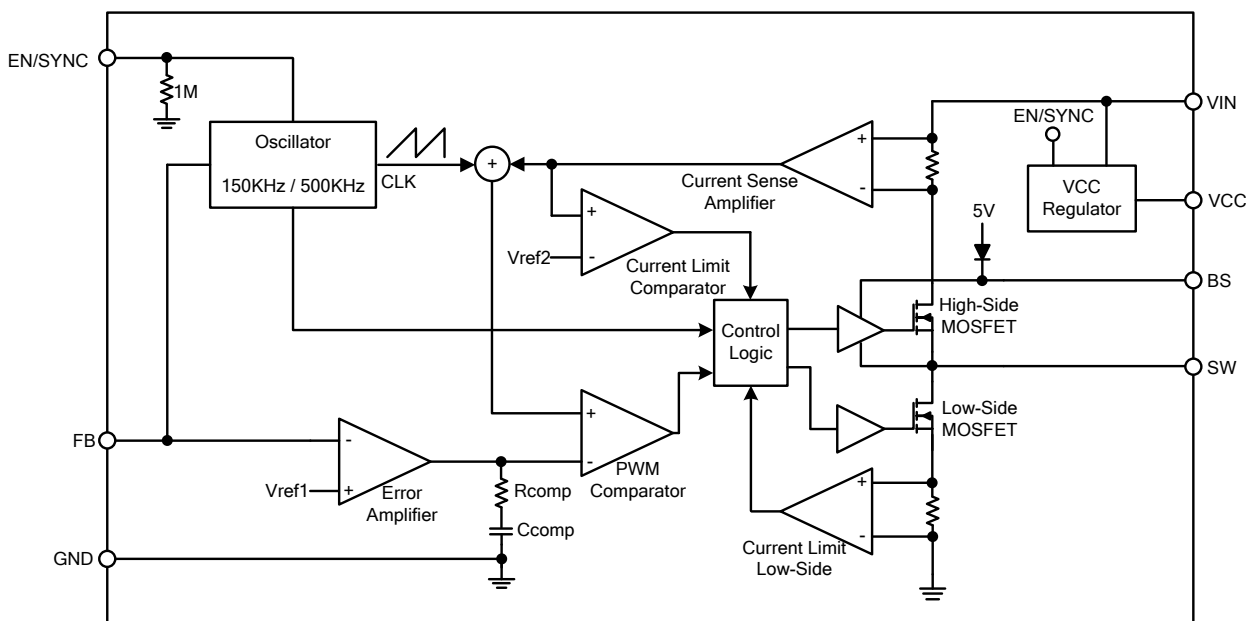 EN/SYNC
1M
Oscillator
150KHz / 500KHz
CLK
+
+
-
Current Sense
Amplifier
EN/SYNC
VIN
VCC
Regulator
VCC
5V
BS
+
Vref2
-
Current Limit
Comparator
High-Side
MOSFET
Control
Logic
SW
Low-Side
MOSFET
FB
-
Vref1
+
Error
Amplifier
+
-
PWM
Comparator
Rcomp
Ccomp
+
-
Current Limit
Low-Side
GND